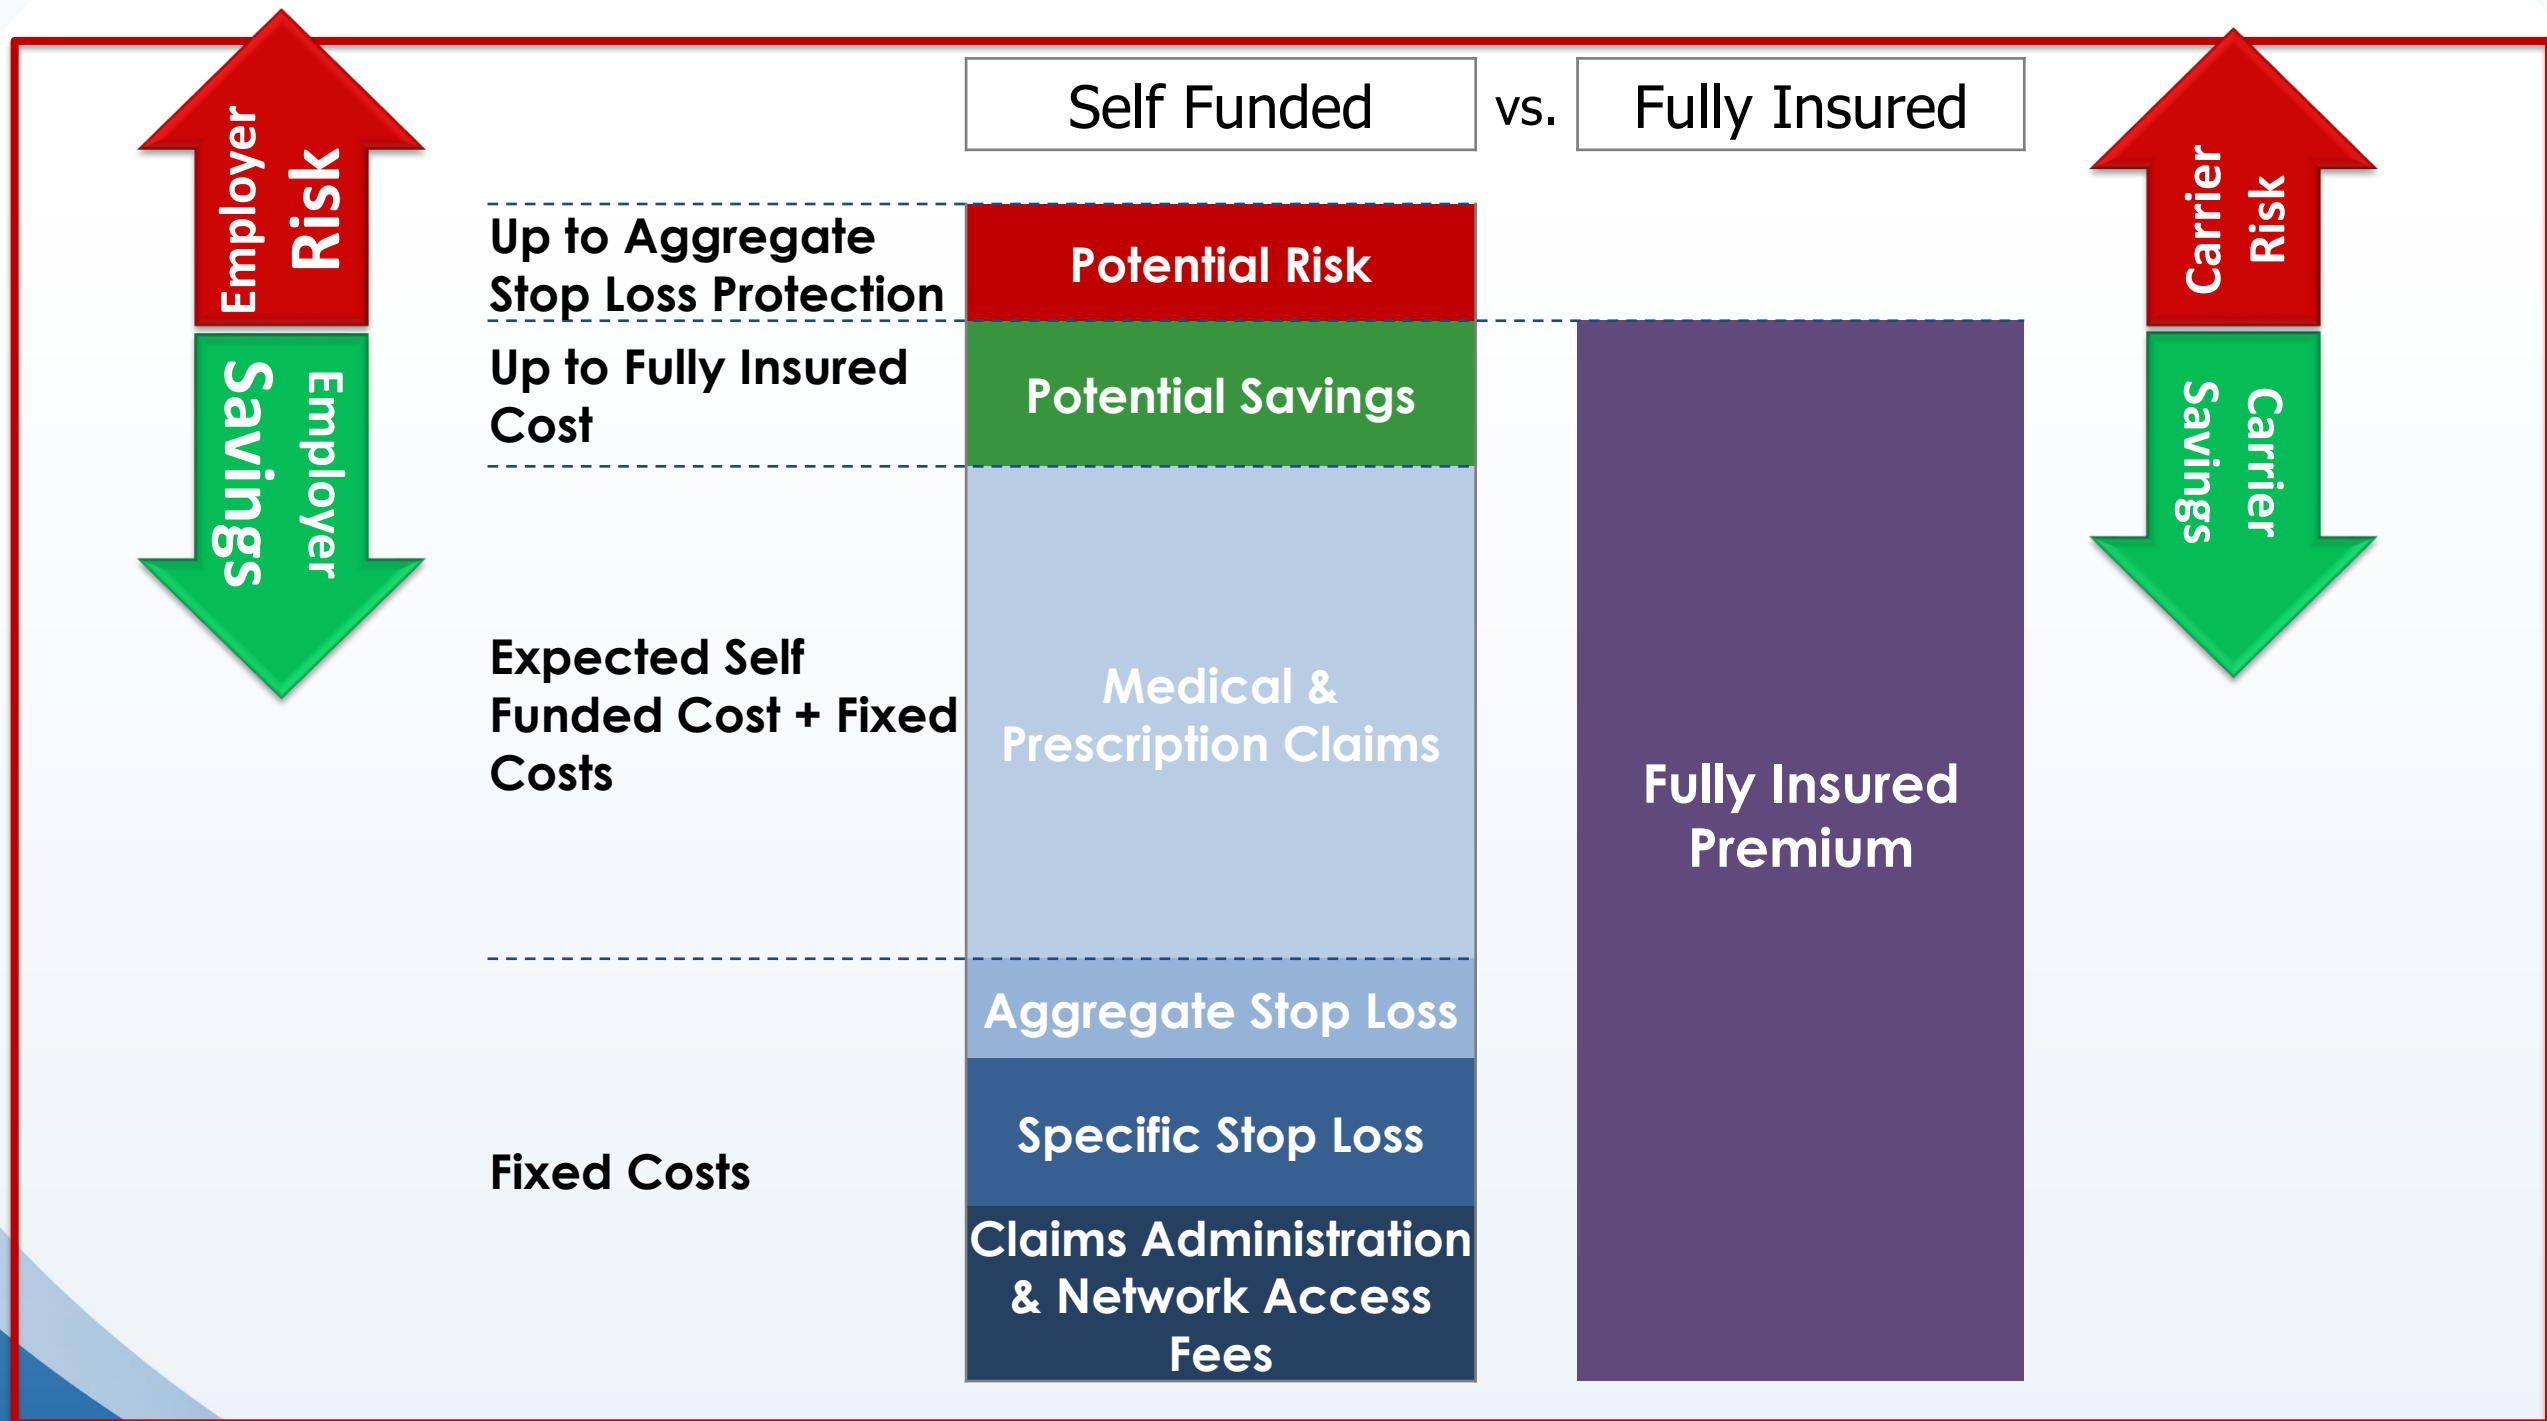 Self Funded
vs.
Fully Insured
Employer
Risk
Employer
Savings
Up to Aggregate
Stop Loss Protection
Potential Risk
Up to Fully Insured
Cost
Potential Savings
Expected Self
Funded Cost + Fixed
Costs
Medical &
Prescription Claims
Fixed Costs
Aggregate Stop Loss
Specific Stop Loss
Claims Administration
& Network Access
Fees
Fully Insured
Premium
Carrier
Risk
Carrier
Savings